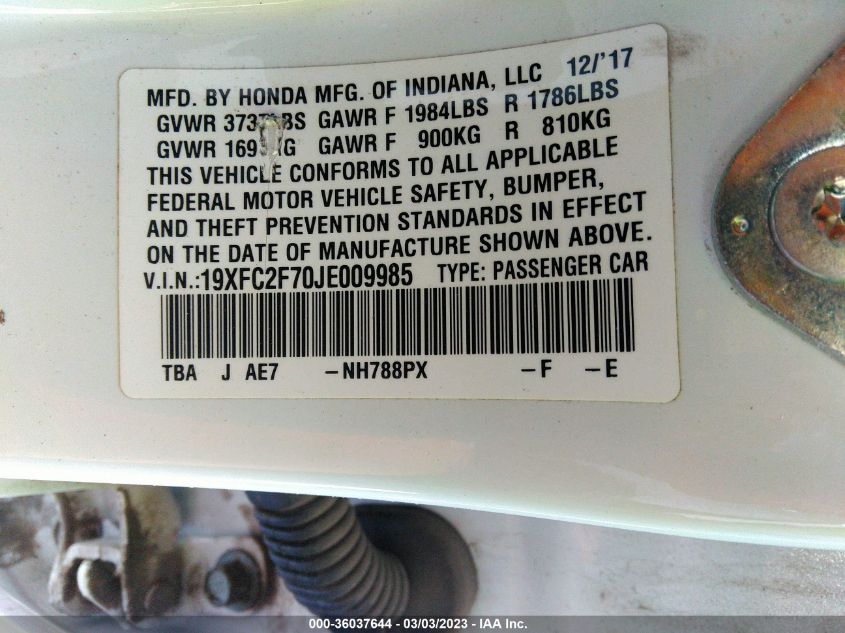 MFD. BY HONDA MFG. OF INDIANA, LLC 12/'17
GVWR GAWR F 1984LBS R 1786LBS
GVWR GAWR F 900KG R 810KG
THIS VEHICLE CONFORMS TO ALL APPLICABLE
FEDERAL MOTOR VEHICLE SAFETY, BUMPER,
AND THEFT PREVENTION STANDARDS IN EFFECT
ON THE DATE OF MANUFACTURE SHOWN ABOVE.
V.I.N.:19XFC2F70JE009985 TYPE: PASSENGER CAR
TBA J AE7 -NH788PX -F -E
000-36037644 - 03/03/2023 - IAA Inc.